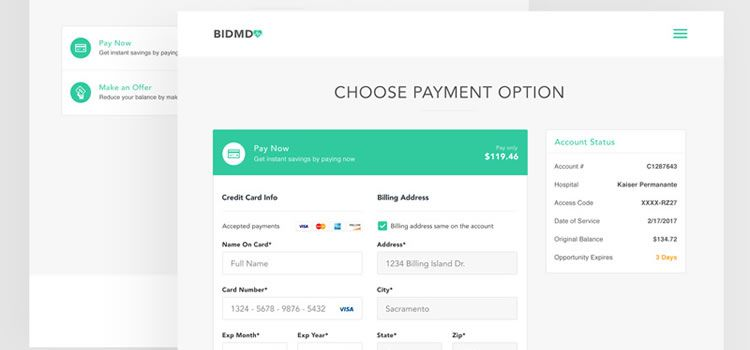 Pay Now
Get instant savings by paying
Make an Offer
Reduce your balance by mak
BIDMD
CHOOSE PAYMENT OPTION
Pay Now
Get instant savings by paying now
Pay only
$119.46
Credit Card Info
Accepted payments
VISA
Name On Card*
Full Name
Card Number*
1324 - 5678 - 9876 - 5432 VISA
Exp Month*
Exp Year*
Billing Address
Billing address same on the account
Address*
1234 Billing Island Dr.
City*
Sacramento
State*
Zip*
Account Status
Account # C1287643
Hospital Kaiser Permanante
Access Code XXXX-RZ27
Date of Service 2/17/2017
Original Balance $134.72
Opportunity Expires 3 Days